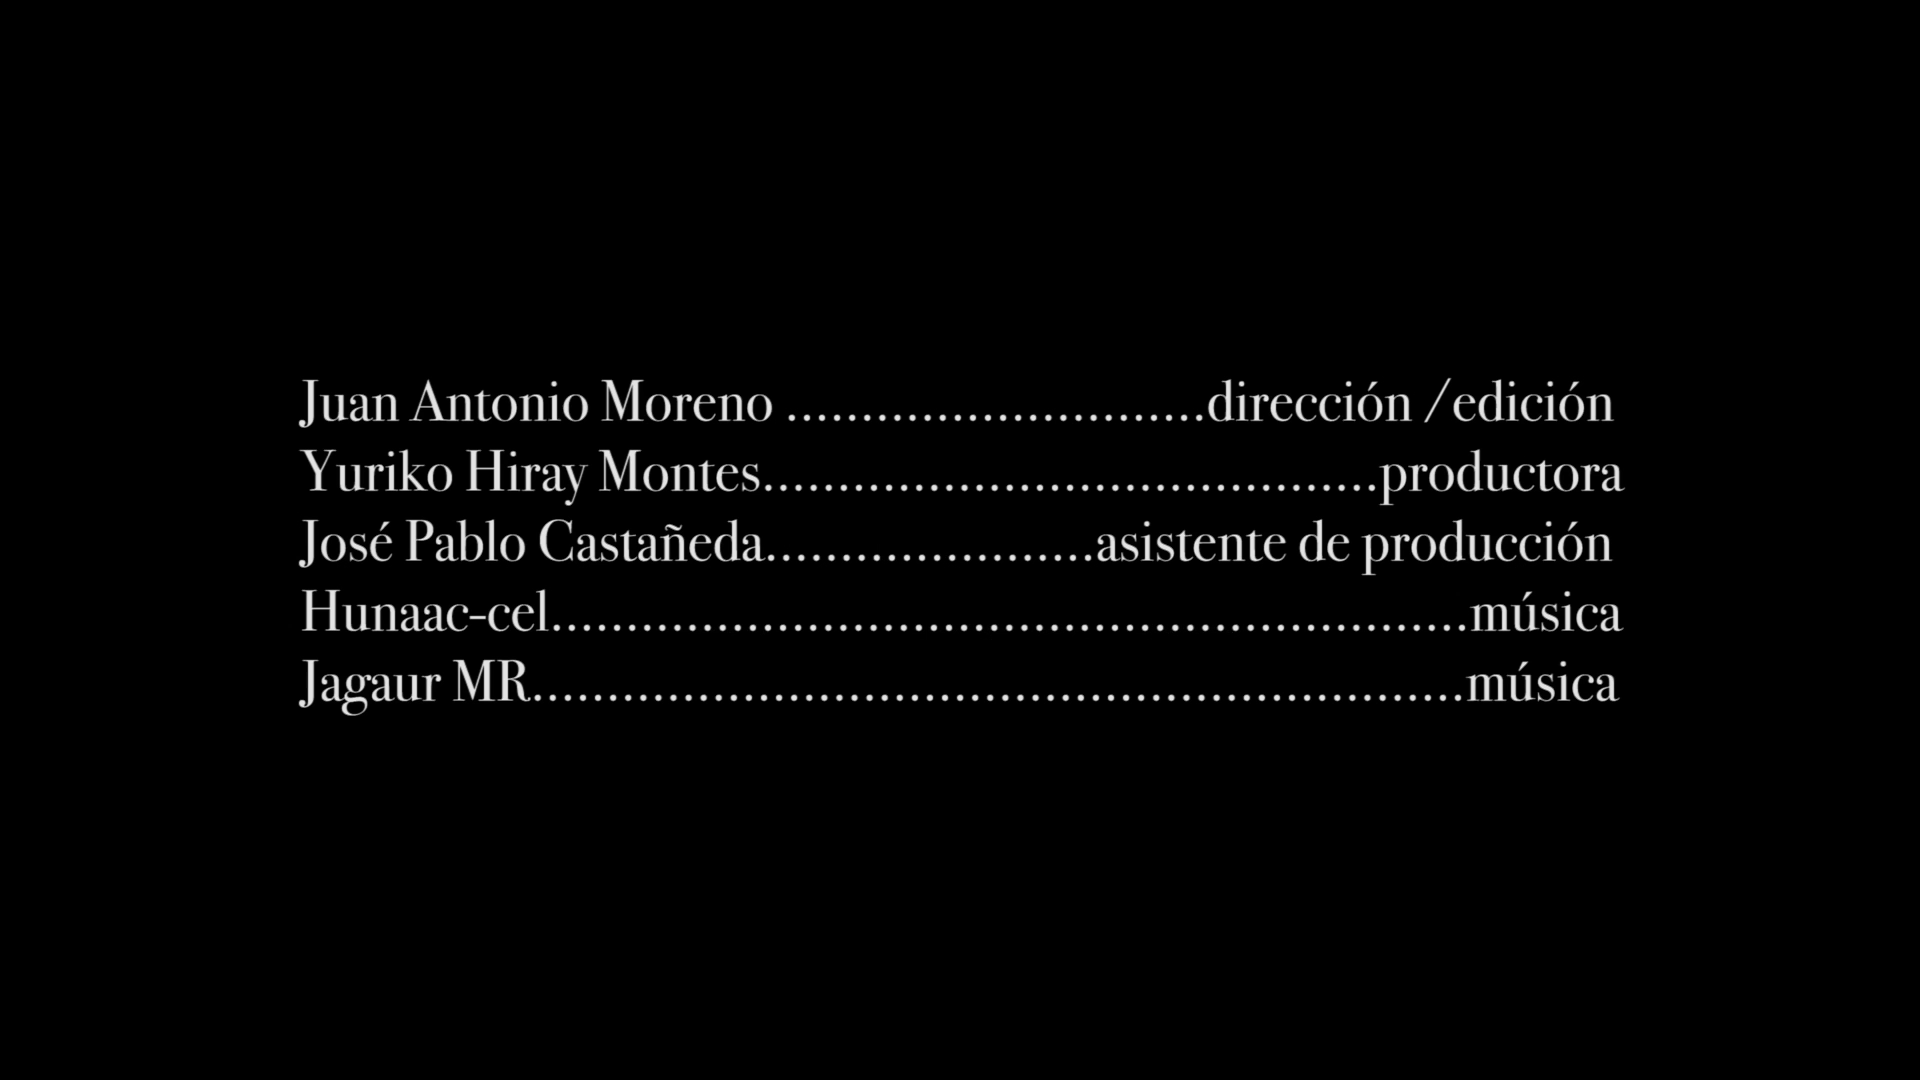 Juan Antonio Moreno ............................dirección /edición
Yuriko Hiray Montes.........................................productora
José Pablo Castañeda......................asistente de producción
Hunaac-cel.............................................................música
Jagaur MR..............................................................música